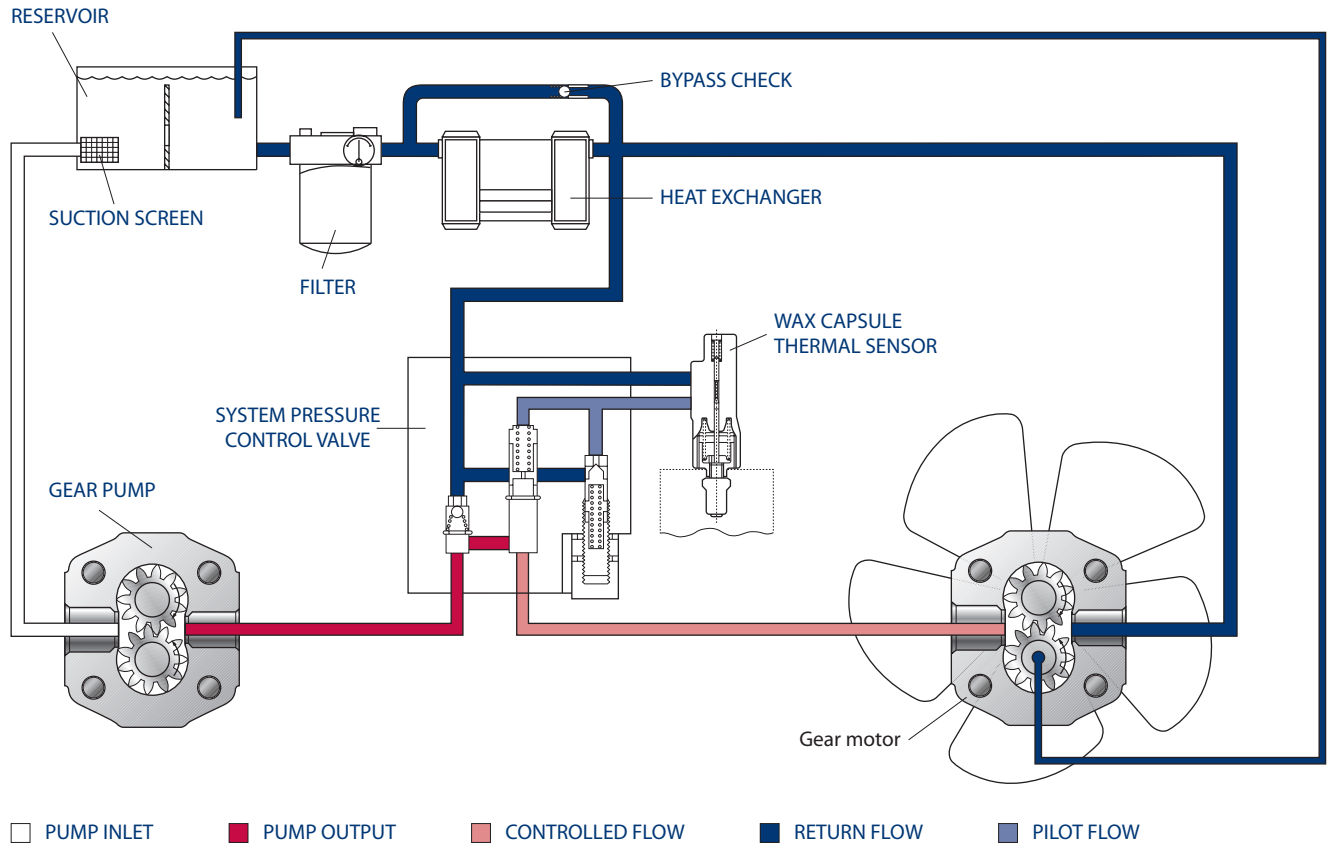 RESERVOIR
BYPASS CHECK
SUCTION SCREEN
HEAT EXCHANGER
FILTER
WAX CAPSULE
THERMAL SENSOR
SYSTEM PRESSURE
CONTROL VALVE
GEAR PUMP
Gear motor
PUMP INLET
PUMP OUTPUT
CONTROLLED FLOW
RETURN FLOW
PILOT FLOW